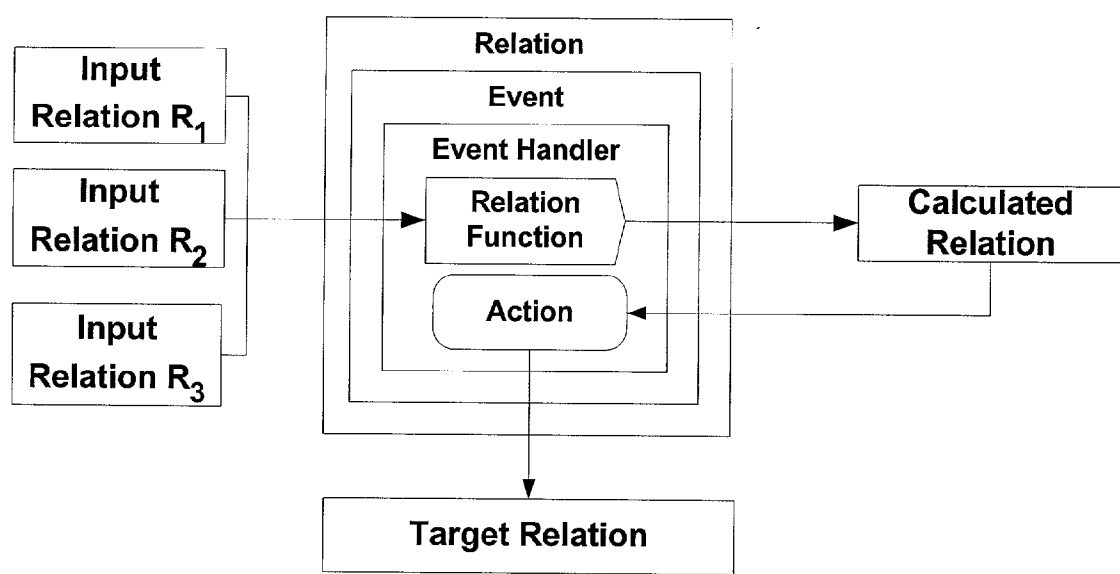 Input
Relation R₁
Input
Relation R₂
Input
Relation R₃
Relation
Event
Event Handler
Relation
Function
Action
Calculated
Relation
Target Relation